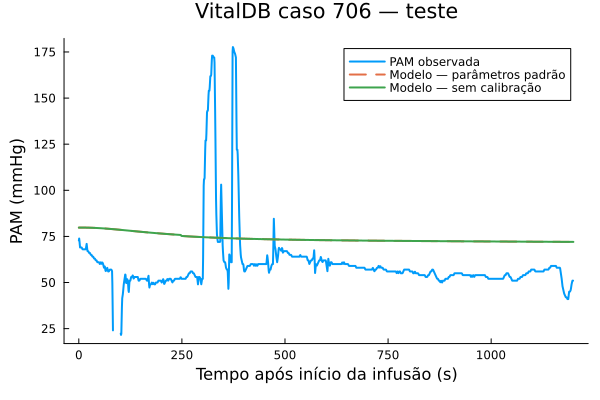 VitalDB caso 706 — teste
PAM (mmHg)
175
150
125
100
75
50
25
PAM observada
Modelo — parâmetros padrão
Modelo — sem calibração
0
250
500
750
1000
Tempo após início da infusão (s)